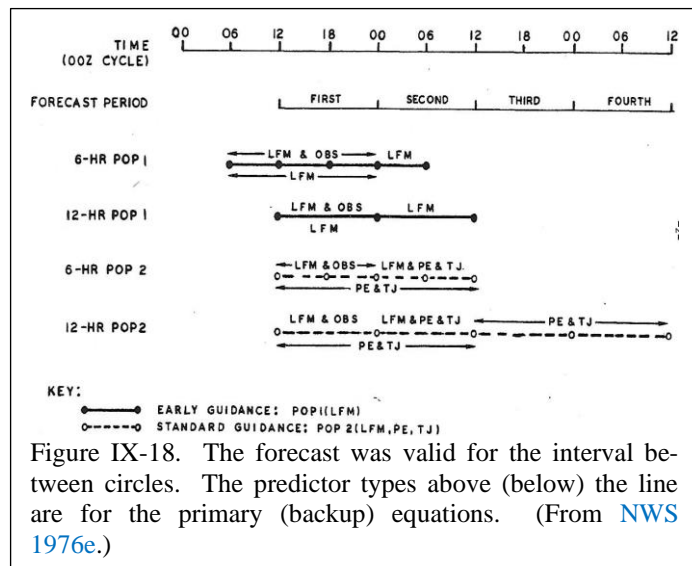 00 06 12 18 00 06 12 00 06 12
TIME
(00Z CYCLE)
FORECAST PERIOD FIRST SECOND THIRD FOURTH
6-HR POP 1 LFM & OBS LFM
LFM
12-HR POP 1 LFM & OBS LFM
LFM
6-HR POP 2 LFM & OBS LFM & PE & TJ.
PE & TJ
12-HR POP2 LFM & OBS LFM & PE & TJ PE & TJ
PE & TJ
KEY:
EARLY GUIDANCE: POP1(LFM)
STANDARD GUIDANCE: POP 2(LFM, PE, TJ)
Figure IX-18. The forecast was valid for the interval be-
tween circles. The predictor types above (below) the line
are for the primary (backup) equations. (From NWS
1976e.)